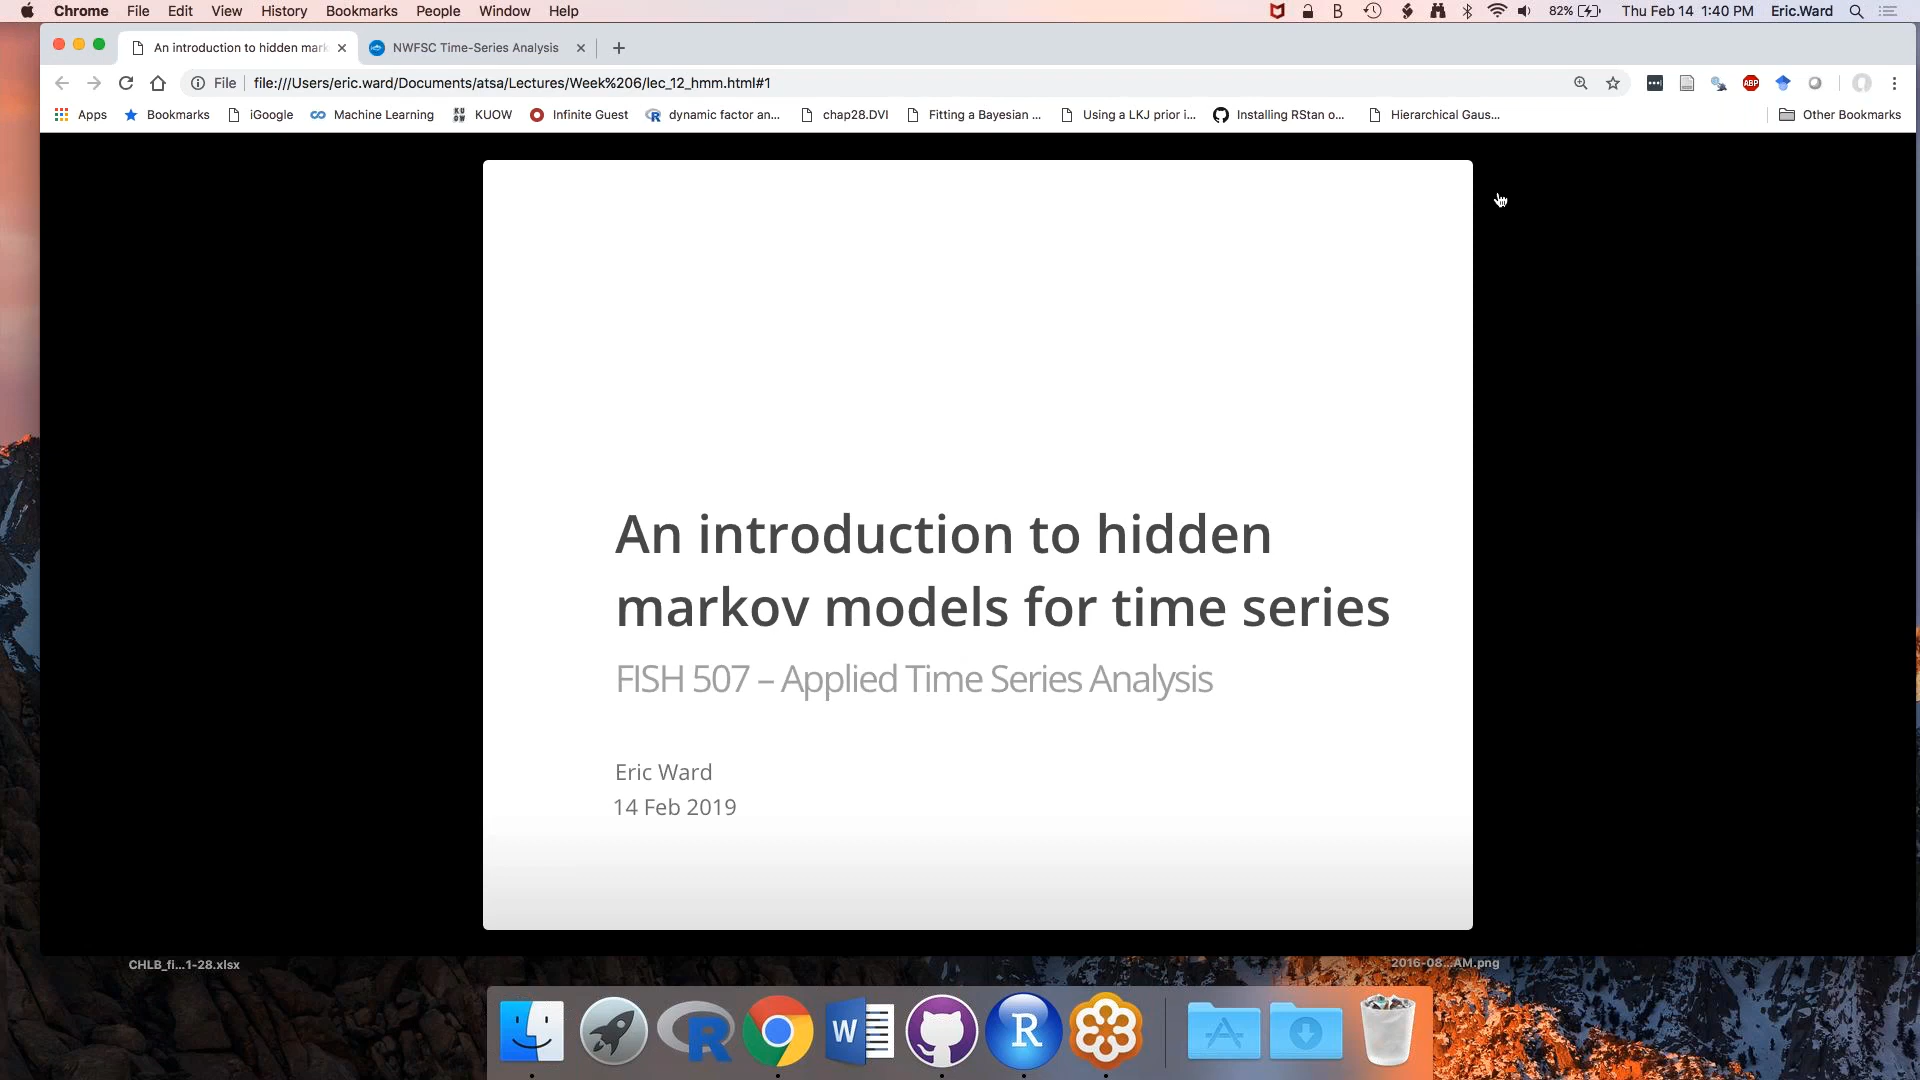 Chrome File Edit View History Bookmarks People Window Help B 82% Thu Feb 14 1:40 PM Eric.Ward
An introduction to hidden mark NWFSC Time-Series Analysis
File file:///Users/eric.ward/Documents/atsa/Lectures/Week%206/lec_12_hmm.html#1 ABP
Apps Bookmarks iGoogle Machine Learning KUOW KUOW Infinite Guest R dynamic factor an... chap28.DVI Fitting a Bayesian ... Using a LKJ prior i... Installing RStan o... Hierarchical Gaus... Other Bookmarks
An introduction to hidden
markov models for time series
FISH 507 – Applied Time Series Analysis
Eric Ward
14 Feb 2019
CHLB_fi...1-28.xlsx 2016-08...AM.png
R W R